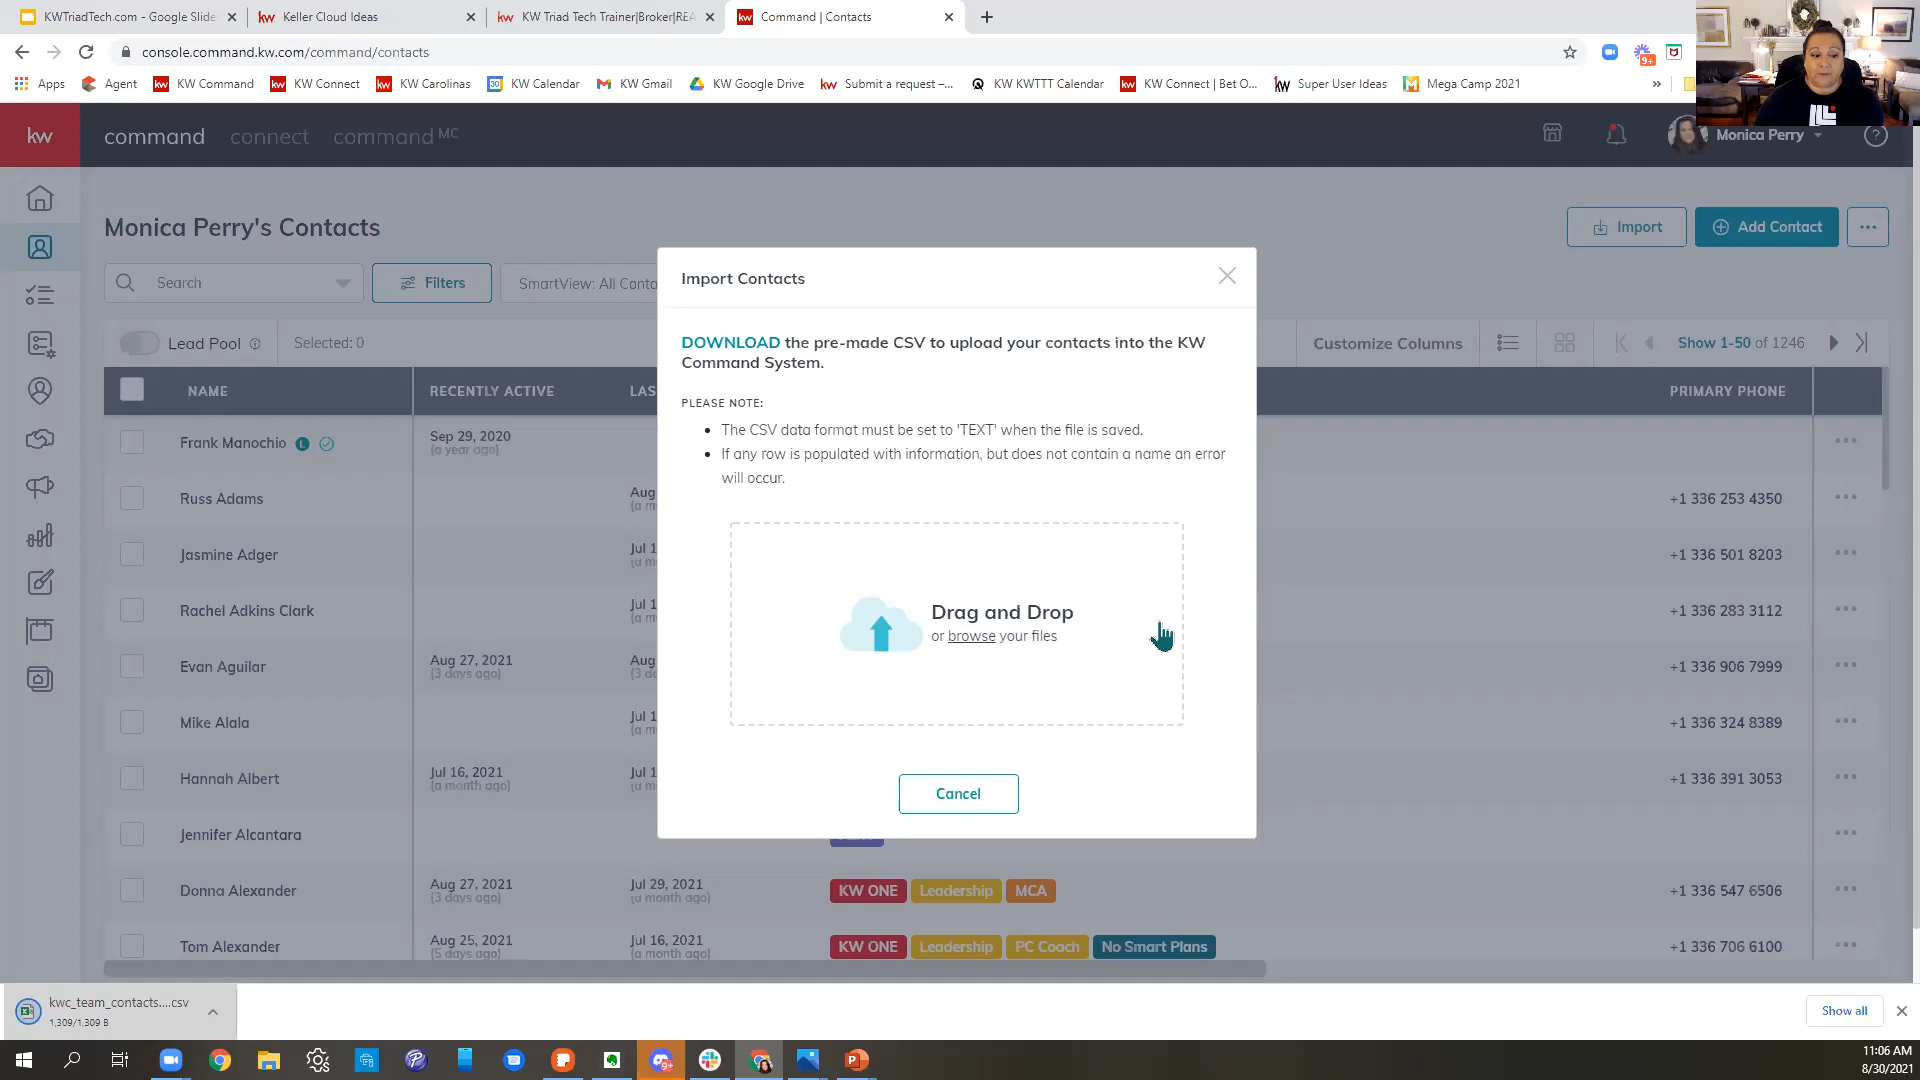 KWTriadTech.com - Google Slide
Keller Cloud Ideas
KW Triad Tech Trainer|Broker|REA
Command | Contacts
console.command.kw.com/command/contacts
Apps
Agent
KW Command
KW Connect
KW Carolinas
KW Calendar
KW Gmail
KW Google Drive
Submit a request –...
KW KWTTT Calendar
KW Connect | Bet O...
Super User Ideas
Mega Camp 2021
9+
kw
command
connect
command MC
Monica Perry
Monica Perry's Contacts
Import
Add Contact
Search
Filters
SmartView: All Conta
Lead Pool
Selected: 0
Customize Columns
Show 1-50 of 1246
NAME
RECENTLY ACTIVE
LAS
PRIMARY PHONE
Frank Manochio L
Sep 29, 2020
(a year ago)
Russ Adams
Aug
(a m
+1 336 253 4350
Jasmine Adger
Jul 1
(a m
+1 336 501 8203
Rachel Adkins Clark
Jul 1
(a m
+1 336 283 3112
Evan Aguilar
Aug 27, 2021
(3 days ago)
Aug
(3 d
+1 336 906 7999
Mike Alala
Jul 1
(a m
+1 336 324 8389
Hannah Albert
Jul 16, 2021
(a month ago)
Jul 1
(a m
+1 336 391 3053
Jennifer Alcantara
Donna Alexander
Aug 27, 2021
(3 days ago)
Jul 29, 2021
(a month ago)
KW ONE
Leadership
MCA
+1 336 547 6506
Tom Alexander
Aug 25, 2021
(5 days ago)
Jul 16, 2021
(a month ago)
KW ONE
Leadership
PC Coach
No Smart Plans
+1 336 706 6100
Import Contacts
DOWNLOAD the pre-made CSV to upload your contacts into the KW
Command System.
PLEASE NOTE:
The CSV data format must be set to 'TEXT' when the file is saved.
If any row is populated with information, but does not contain a name an error
will occur.
Drag and Drop
or browse your files
Cancel
kwc_team_contacts....csv
1,309/1,309 B
Show all
11:06 AM
8/30/2021